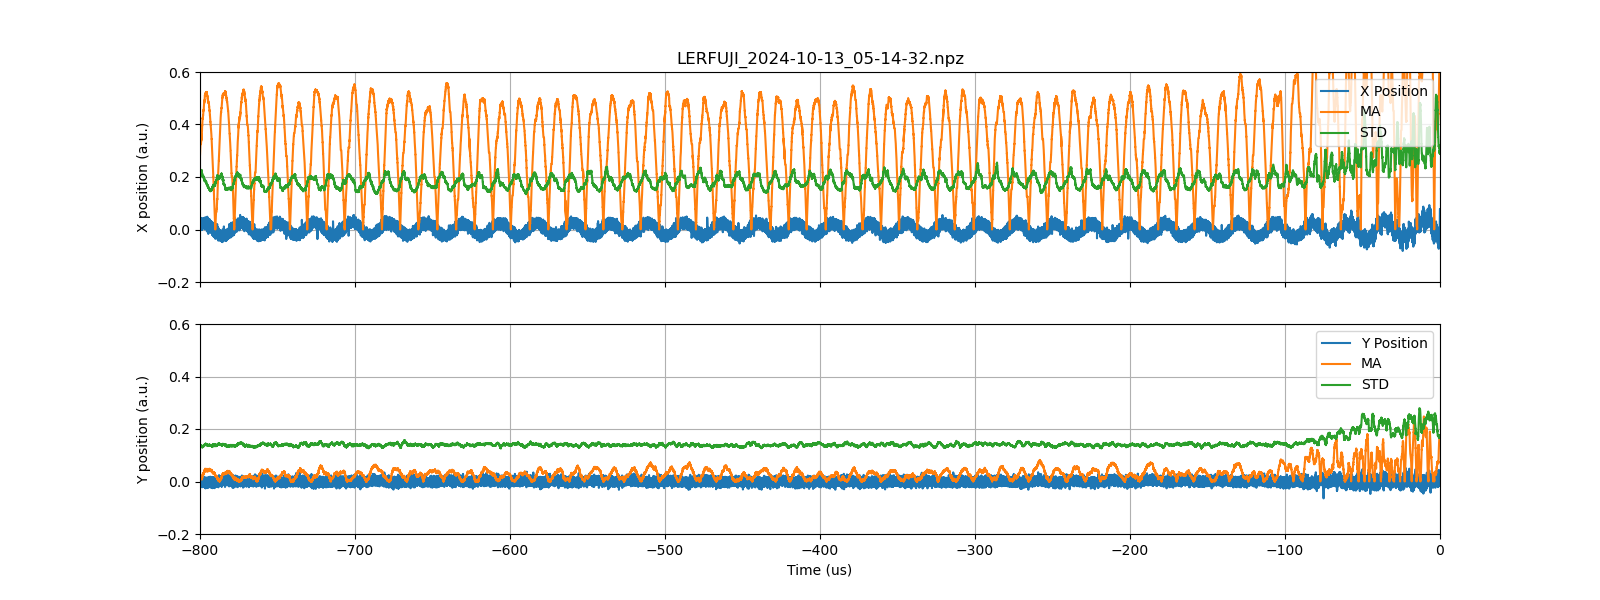 LERFUJI_2024-10-13_05-14-32.npz
0.6
0.4
0.2
0.0
−0.2
X position (a.u.)
X Position
MA
STD
0.6
0.4
0.2
0.0
−0.2
Y position (a.u.)
Y Position
MA
STD
−800 −700 −600 −500 −400 −300 −200 −100 0
Time (us)